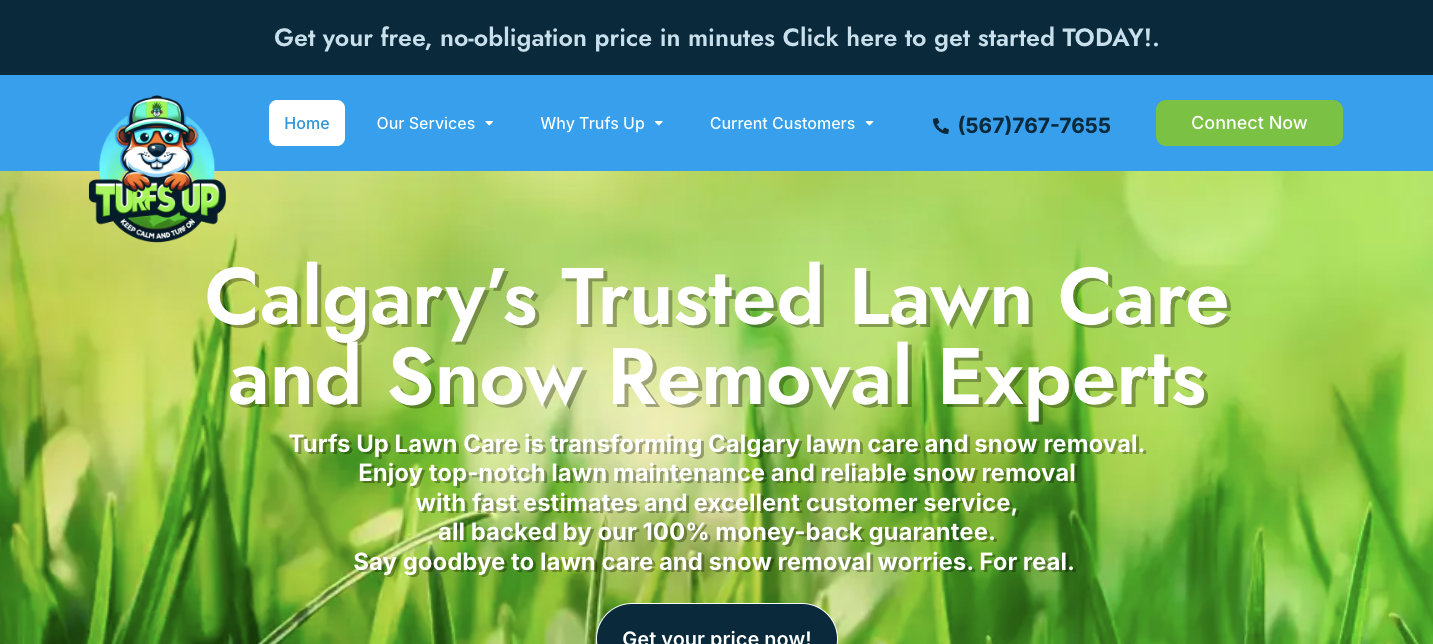 Get your free, no-obligation price in minutes Click here to get started TODAY!.
Home Our Services Why Trufs Up Current Customers (567)767-7655 Connect Now
TURFS UP
KEEP CALM AND TURF ON
Calgary’s Trusted Lawn Care
and Snow Removal Experts
Turfs Up Lawn Care is transforming Calgary lawn care and snow removal.
Enjoy top-notch lawn maintenance and reliable snow removal
with fast estimates and excellent customer service,
all backed by our 100% money-back guarantee.
Say goodbye to lawn care and snow removal worries. For real.
Get your price now!